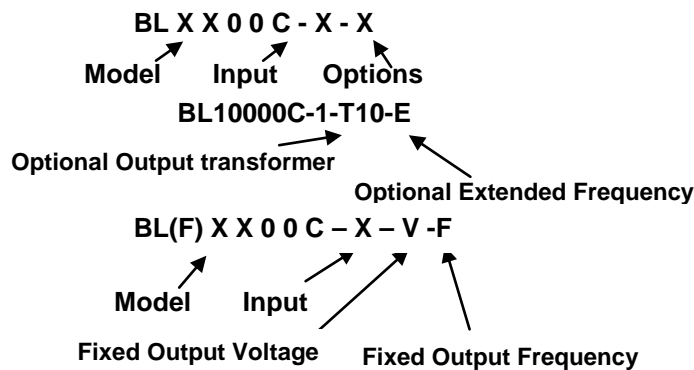 BL X X 0 0 C - X - X
Model Input Options
BL10000C-1-T10-E
Optional Output transformer
Optional Extended Frequency
BL(F) X X 0 0 C – X – V -F
Model Input
Fixed Output Voltage Fixed Output Frequency